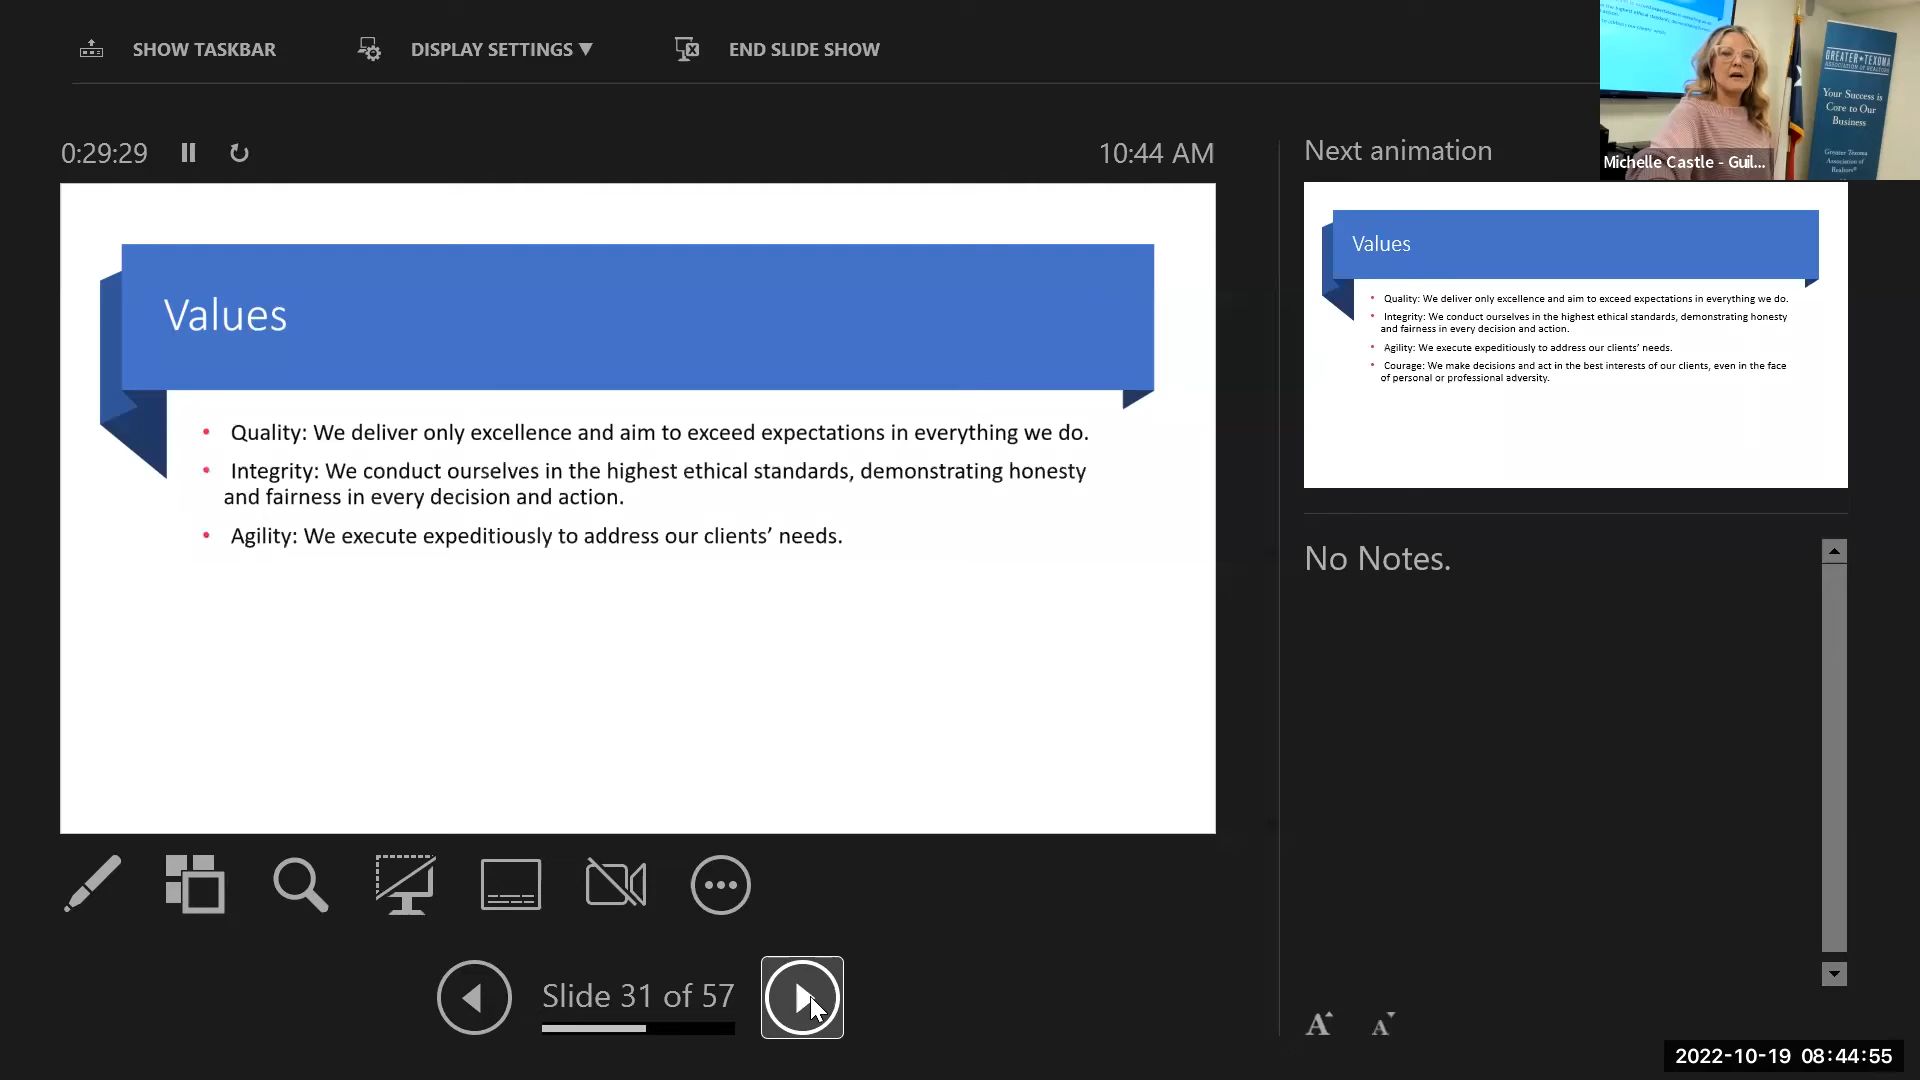 SHOW TASKBAR
DISPLAY SETTINGS ▼
END SLIDE SHOW
0:29:29
10:44 AM
Values
• Quality: We deliver only excellence and aim to exceed expectations in everything we do.
• Integrity: We conduct ourselves in the highest ethical standards, demonstrating honesty
and fairness in every decision and action.
• Agility: We execute expeditiously to address our clients’ needs.
Slide 31 of 57
Next animation
Values
• Quality: We deliver only excellence and aim to exceed expectations in everything we do.
• Integrity: We conduct ourselves in the highest ethical standards, demonstrating honesty
and fairness in every decision and action.
• Agility: We execute expeditiously to address our clients’ needs.
• Courage: We make decisions and act in the best interests of our clients, even in the face
of personal or professional adversity.
No Notes.
A A
GREATER★TEXOMA
ASSOCIATION OF REALTORS
Your Success is
Core to Our
Business
Greater Texoma
Association of
Realtors®
Michelle Castle - Guil...
2022-10-19 08:44:55